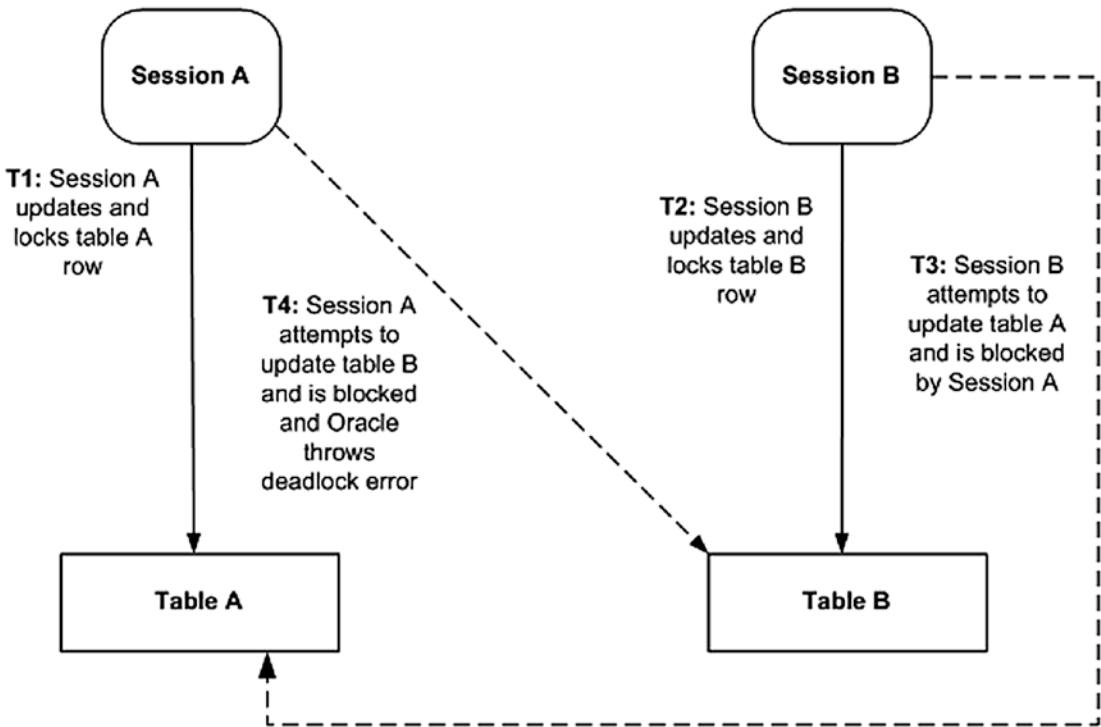 Session A
Session B
T1: Session A
updates and
locks table A
row
T2: Session B
updates and
locks table B
row
T3: Session B
attempts to
update table A
and is blocked
by Session A
T4: Session A
attempts to
update table B
and is blocked
and Oracle
throws
deadlock error
Table A
Table B